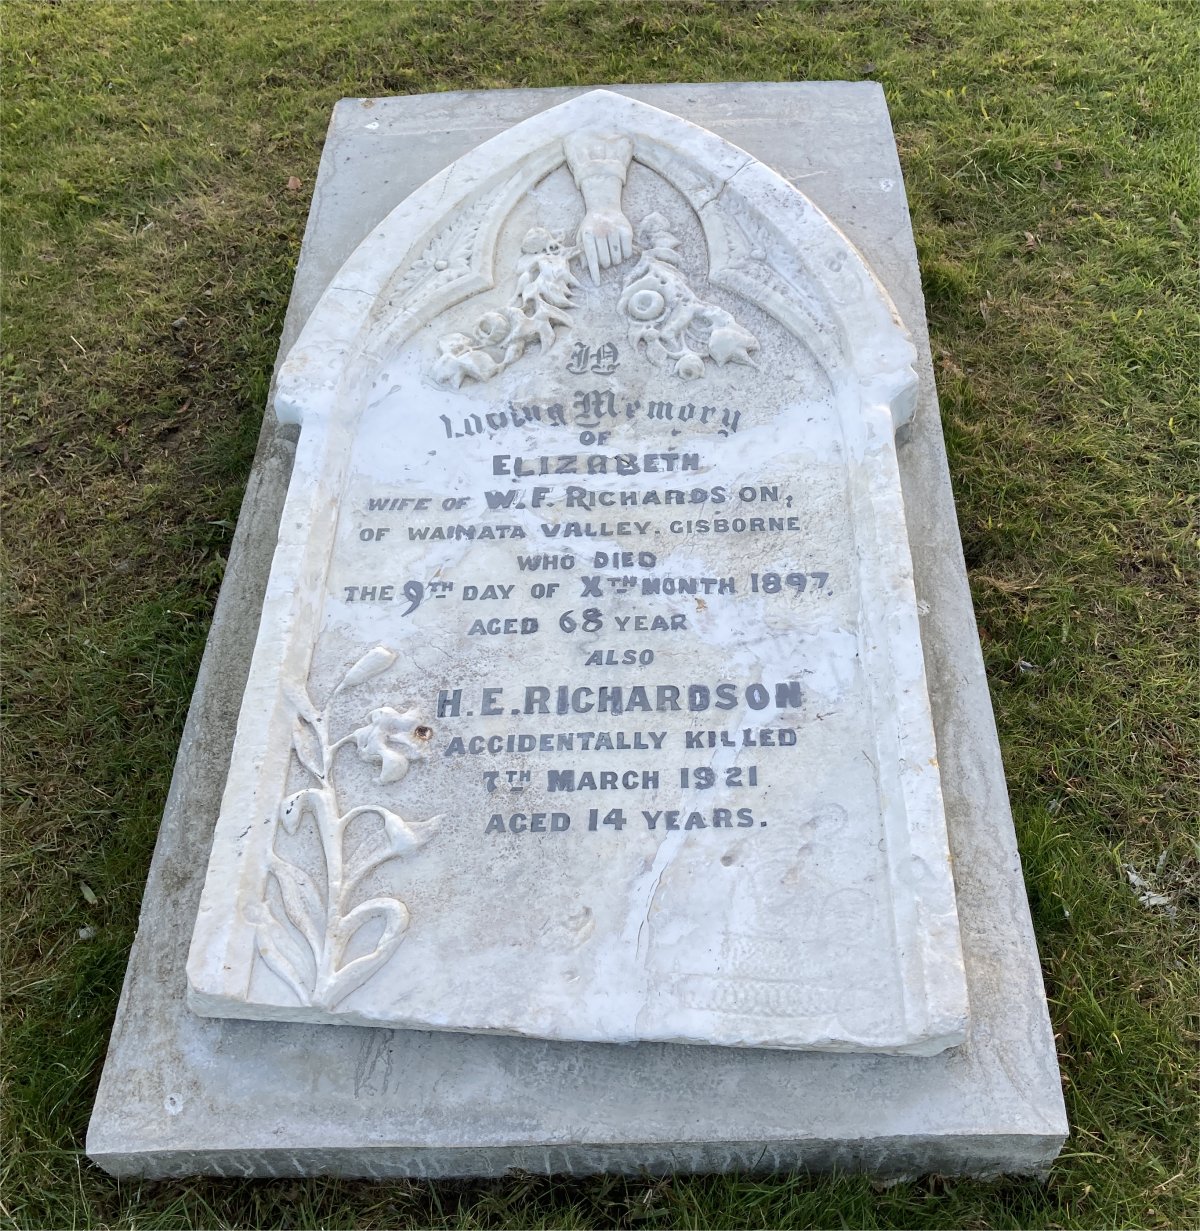 IN
Loving Memory
OF
ELIZABETH
WIFE OF W.F. RICHARDSON,
OF WAIMATA VALLEY. GISBORNE
WHO DIED
THE 9TH DAY OF XTH MONTH 1897.
AGED 68 YEAR
ALSO
H.E. RICHARDSON
ACCIDENTALLY KILLED
7TH MARCH 1921
AGED 14 YEARS.